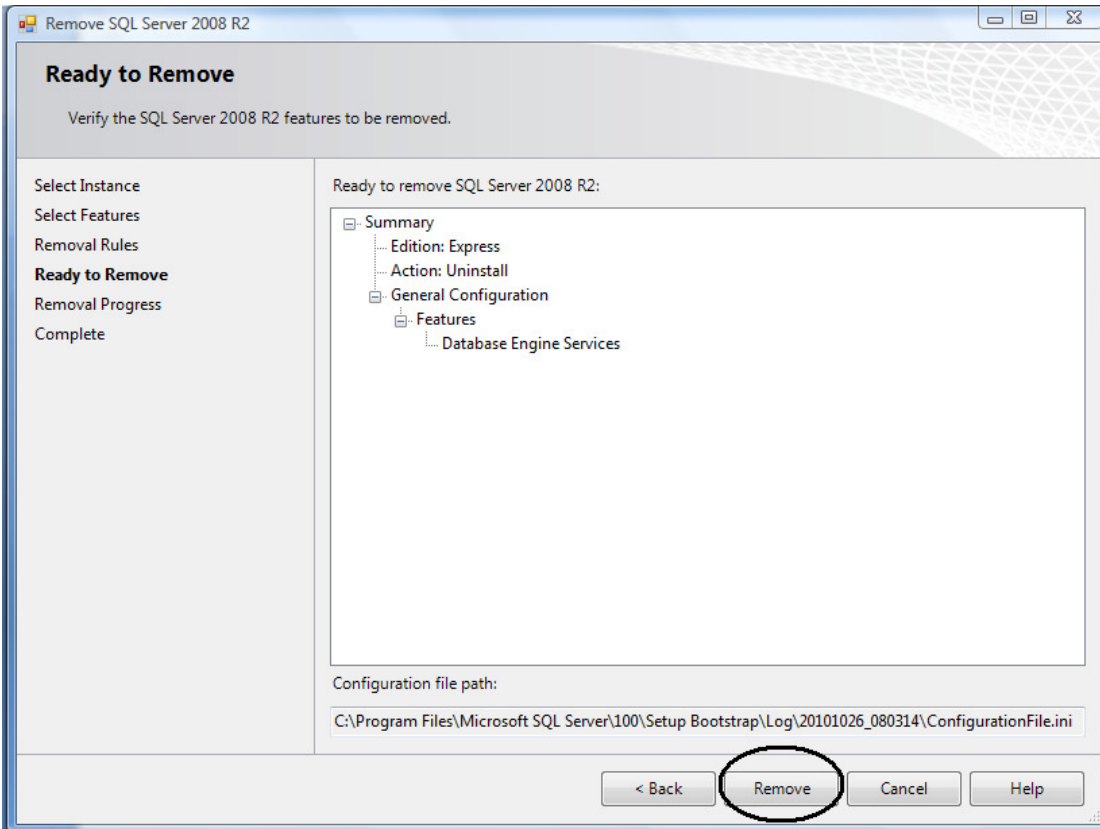 Remove SQL Server 2008 R2
Ready to Remove
Verify the SQL Server 2008 R2 features to be removed.
Select Instance
Select Features
Removal Rules
Ready to Remove
Removal Progress
Complete
Ready to remove SQL Server 2008 R2:
Summary
Edition: Express
Action: Uninstall
General Configuration
Features
Database Engine Services
Configuration file path:
C:\Program Files\Microsoft SQL Server\100\Setup Bootstrap\Log\20101026_080314\ConfigurationFile.ini
< Back Remove Cancel Help